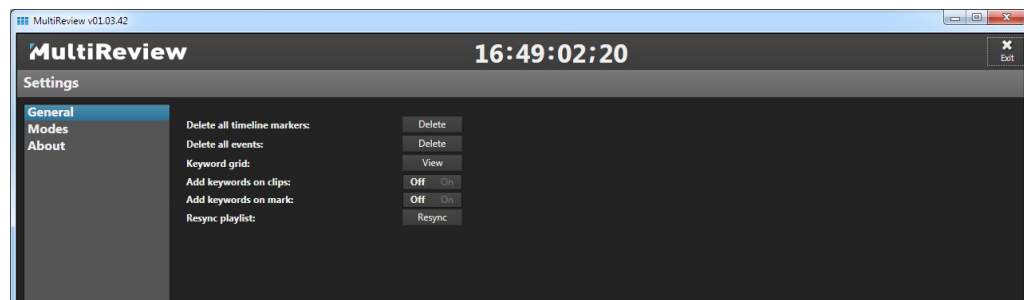 MultiReview v01.03.42
MultiReview 16:49:02;20
Exit
Settings
General
Modes
About
Delete all timeline markers: Delete
Delete all events: Delete
Keyword grid: View
Add keywords on clips: Off On
Add keywords on mark: Off On
Resync playlist: Resync